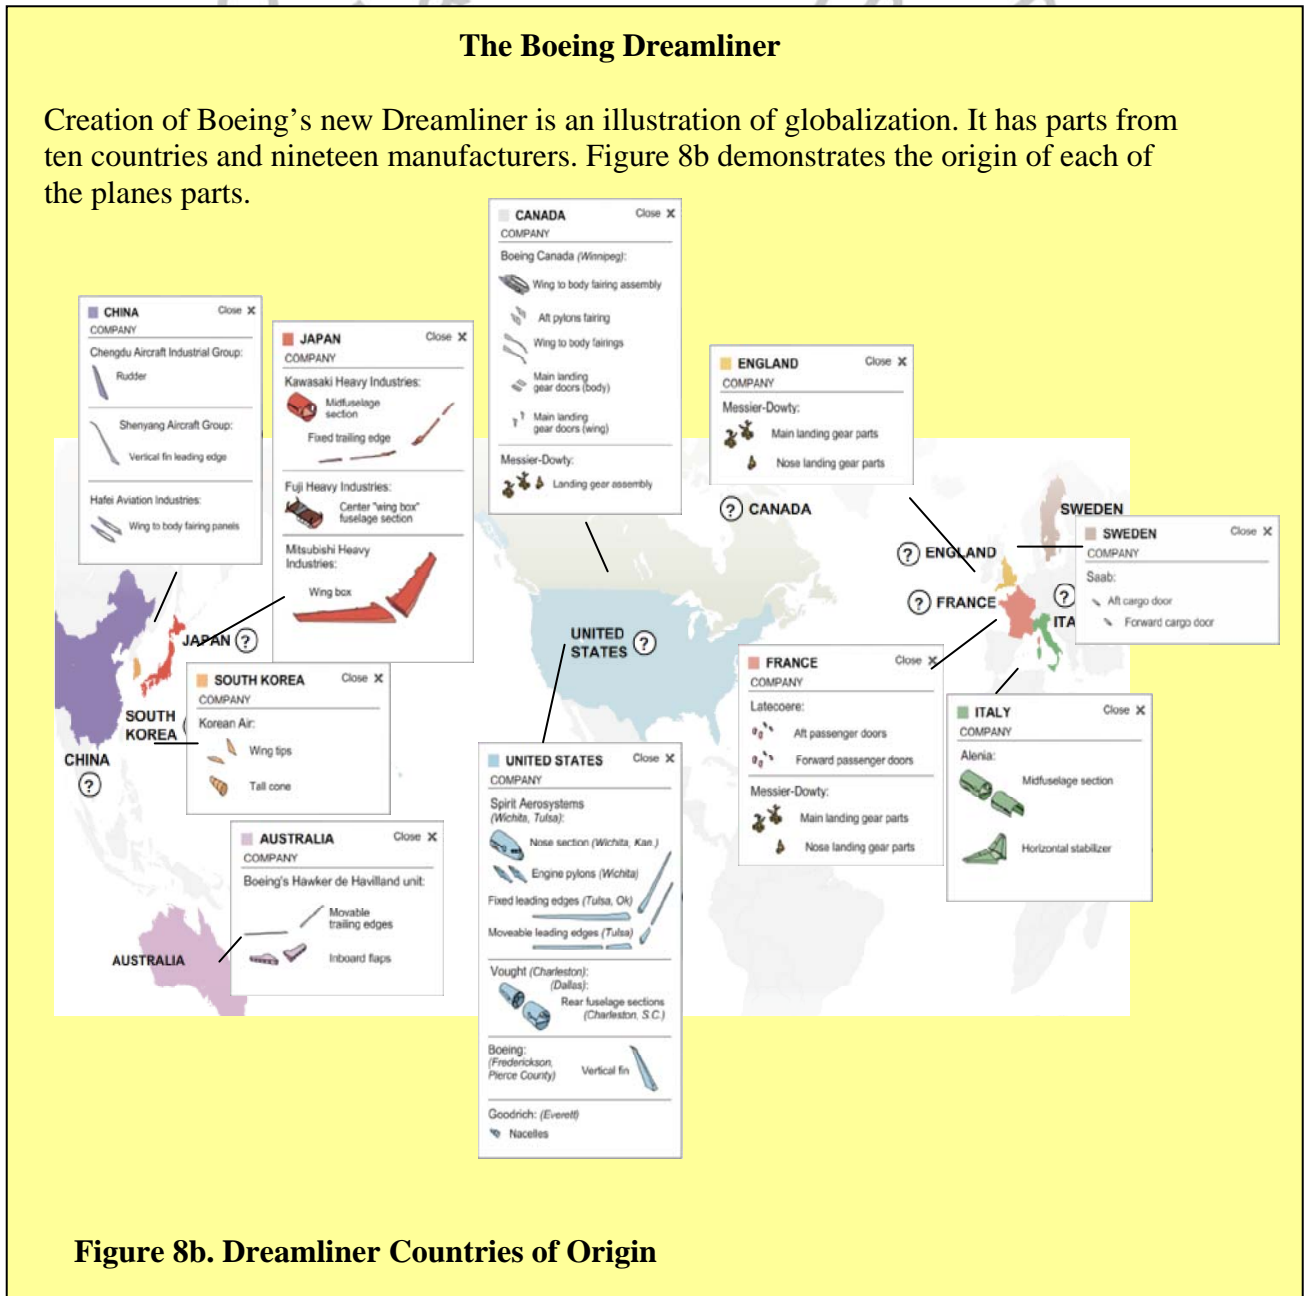 The Boeing Dreamliner
Creation of Boeing’s new Dreamliner is an illustration of globalization. It has parts from
ten countries and nineteen manufacturers. Figure 8b demonstrates the origin of each of
the planes parts.
CANADA Close X
COMPANY
Boeing Canada (Winnipeg):
Wing to body fairing assembly
Aft pylons fairing
Wing to body fairings
Main landing
gear doors (body)
Main landing
gear doors (wing)
Messier-Dowty:
Landing gear assembly
CHINA Close X
COMPANY
Chengdu Aircraft Industrial Group:
Rudder
Shenyang Aircraft Group:
Vertical fin leading edge
Hafei Aviation Industries:
Wing to body fairing panels
JAPAN Close X
COMPANY
Kawasaki Heavy Industries:
Midfuselage
section
Fixed trailing edge
Fuji Heavy Industries:
Center "wing box"
fuselage section
Mitsubishi Heavy
Industries:
Wing box
ENGLAND Close X
COMPANY
Messier-Dowty:
Main landing gear parts
Nose landing gear parts
? CANADA
SWEDEN
? ENGLAND
SWEDEN Close X
COMPANY
Saab:
Aft cargo door
Forward cargo door
? FRANCE
?
ITA
JAPAN ?
UNITED
STATES ?
SOUTH KOREA Close X
COMPANY
Korean Air:
Wing tips
Tail cone
SOUTH
KOREA
CHINA
?
FRANCE Close X
COMPANY
Latecoere:
Aft passenger doors
Forward passenger doors
Messier-Dowty:
Main landing gear parts
Nose landing gear parts
ITALY Close X
COMPANY
Alenia:
Midfuselage section
Horizontal stabilizer
UNITED STATES Close X
COMPANY
Spirit Aerosystems
(Wichita, Tulsa):
Nose section (Wichita, Kan.)
Engine pylons (Wichita)
Fixed leading edges (Tulsa, Ok)
Moveable leading edges (Tulsa)
Vought (Charleston):
(Dallas):
Rear fuselage sections
(Charleston, S.C.)
Boeing:
(Frederickson,
Pierce County)
Vertical fin
Goodrich: (Everett)
Nacelles
AUSTRALIA Close X
COMPANY
Boeing's Hawker de Havilland unit:
Movable
trailing edges
Inboard flaps
AUSTRALIA
Figure 8b. Dreamliner Countries of Origin